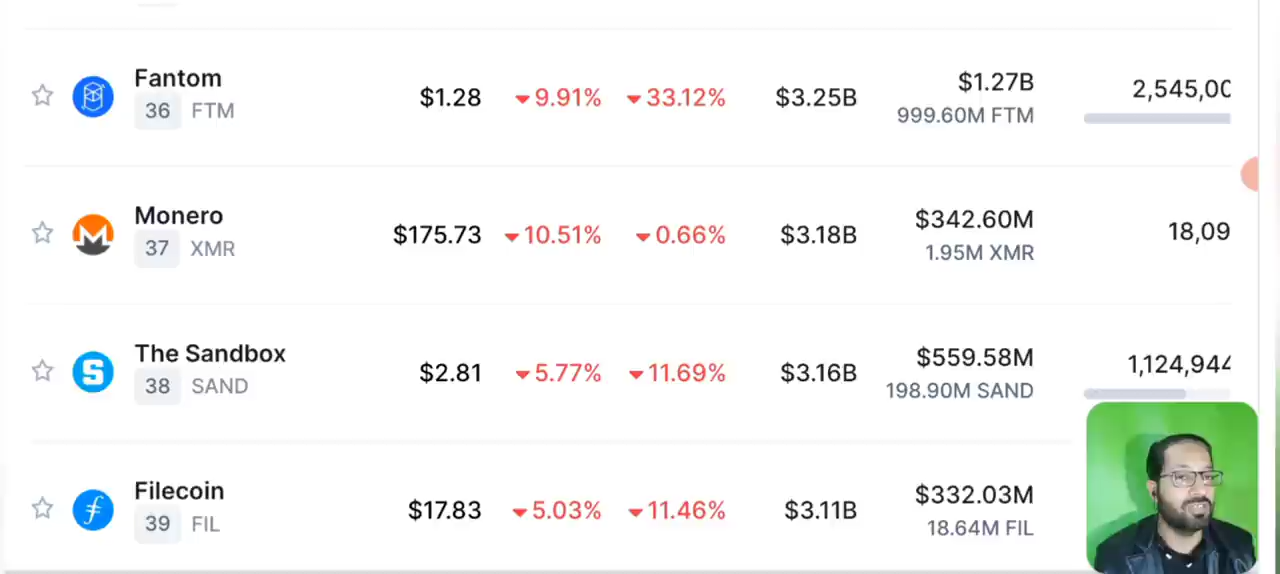 Fantom
36 FTM
$1.28
9.91%
33.12%
$3.25B
$1.27B
999.60M FTM
2,545,00
Monero
37 XMR
$175.73
10.51%
0.66%
$3.18B
$342.60M
1.95M XMR
18,09
The Sandbox
38 SAND
$2.81
5.77%
11.69%
$3.16B
$559.58M
198.90M SAND
1,124,944
Filecoin
39 FIL
$17.83
5.03%
11.46%
$3.11B
$332.03M
18.64M FIL